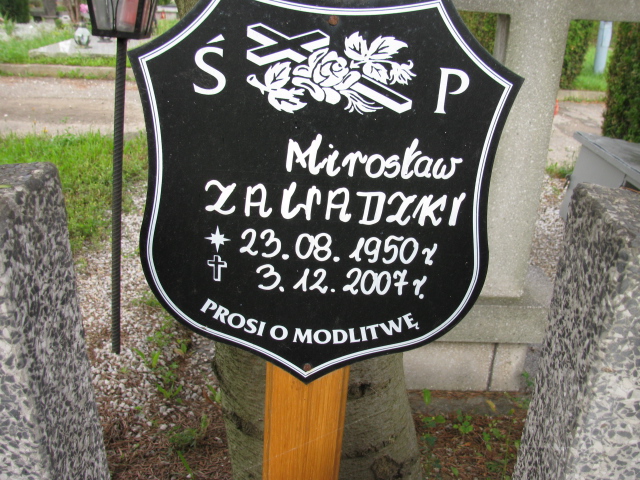 Ś P
Mirosław
ZAWADZKI
23.08.1950 r
3.12.2007 r.
PROSI O MODLITWĘ